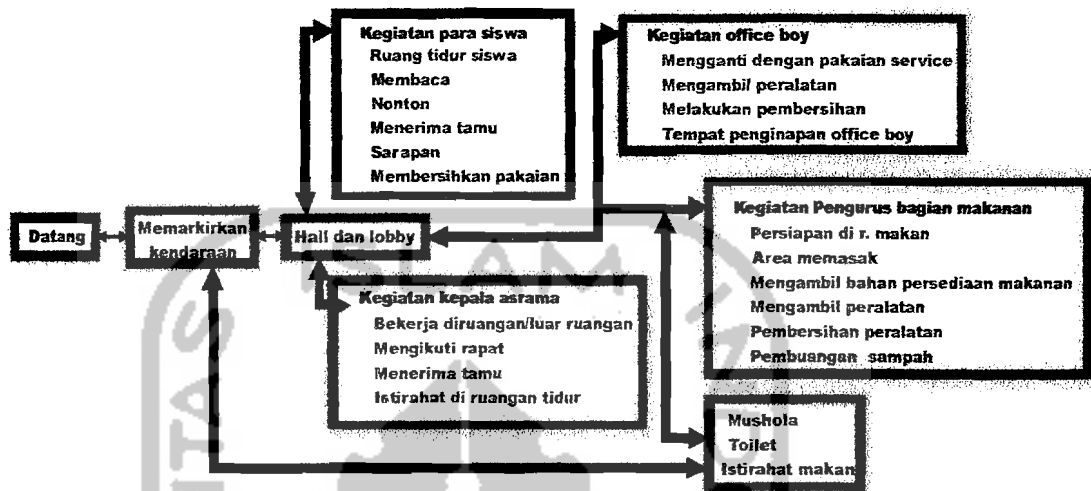 Kegiatan para siswa
Ruang tidur siswa
Membaca
Nonton
Menerima tamu
Sarapan
Membersihkan pakaian
Kegiatan office boy
Mengganti dengan pakaian service
Mengambil peralatan
Melakukan pembersihan
Tempat penginapan office boy
Datang
Memarkirkan
kendaraan
Hall dan lobby
Kegiatan Pengurus bagian makanan
Persiapan di r. makan
Area memasak
Mengambil bahan persediaan makanan
Mengambil peralatan
Pembersihan peralatan
Pembuangan sampah
Kegiatan kepala asrama
Bekerja diruangan/luar ruangan
Mengikuti rapat
Menerima tamu
Istirahat di ruangan tidur
Mushola
Toilet
Istirahat makan
ISLAM